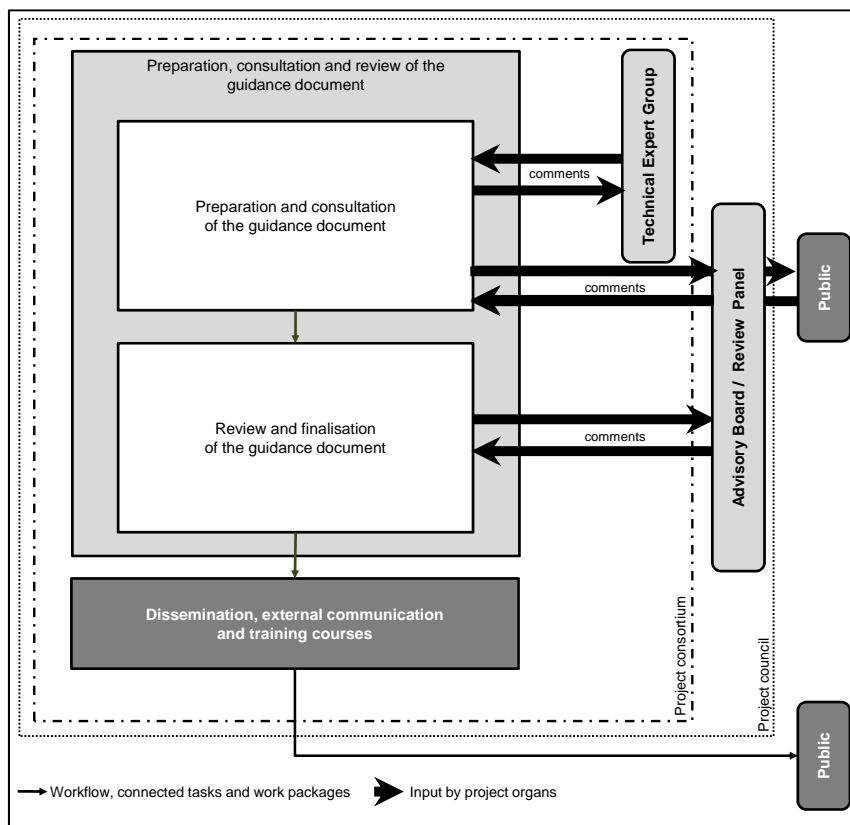 Preparation, consultation and review of the
guidance document
Technical Expert Group
comments
Preparation and consultation
of the guidance document
comments
Advisory Board / Review Panel
Public
Review and finalisation
of the guidance document
comments
Dissemination, external communication
and training courses
Project consortium
Project council
Public
Workflow, connected tasks and work packages
Input by project organs